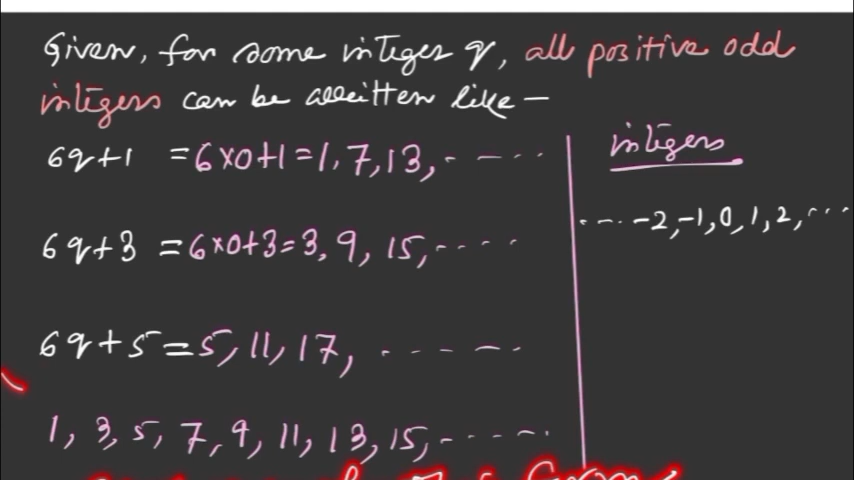 Given, for some integer q, all positive odd
integers can be written like —
6q+1 = 6×0+1 = 1, 7, 13, - - - - -
6q+3 = 6×0+3 = 3, 9, 15, - - - -
6q+5 = 5, 11, 17, - - - - -
1, 3, 5, 7, 9, 11, 13, 15, - - - - -
integers
- - - -2, -1, 0, 1, 2, - - -